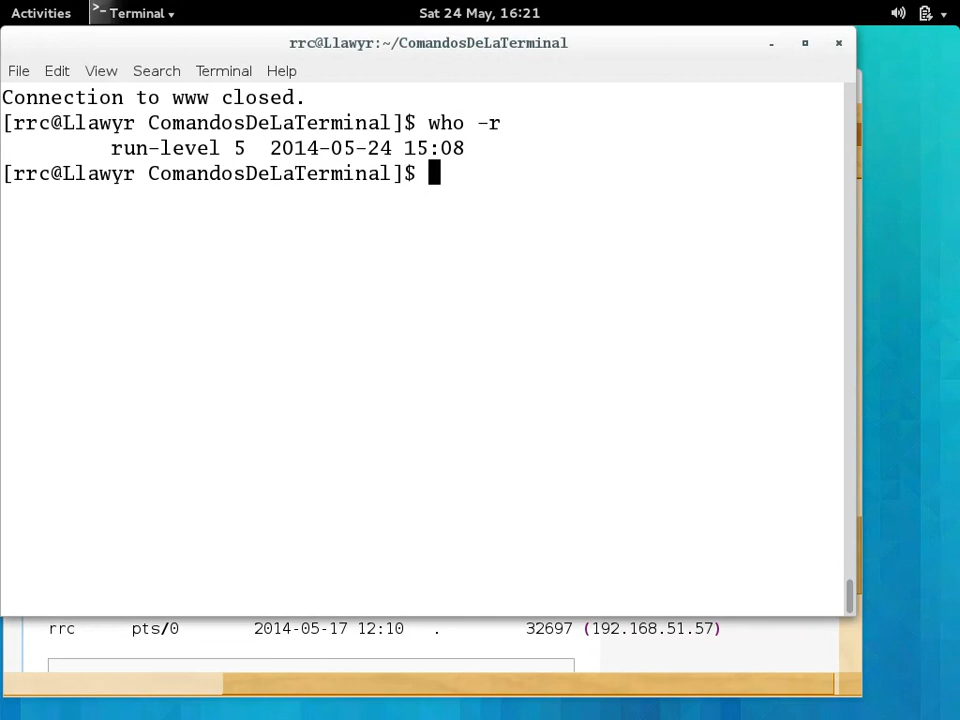 Activities
Terminal
Sat 24 May, 16:21
rrc@Llawyr:~/ComandosDeLaTerminal
File Edit View Search Terminal Help
Connection to www closed.
[rrc@Llawyr ComandosDeLaTerminal]$ who -r
run-level 5 2014-05-24 15:08
[rrc@Llawyr ComandosDeLaTerminal]$
rrc pts/0 2014-05-17 12:10 . 32697 (192.168.51.57)